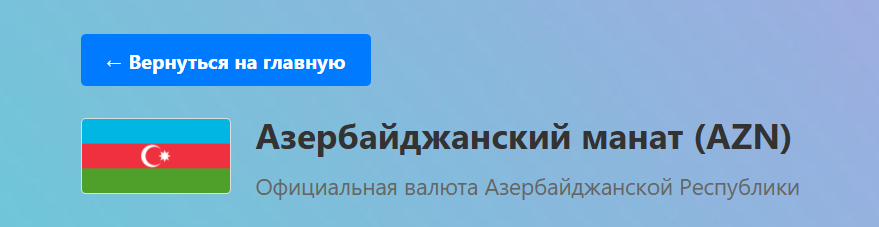 ← Вернуться на главную
Азербайджанский манат (AZN)
Официальная валюта Азербайджанской Республики